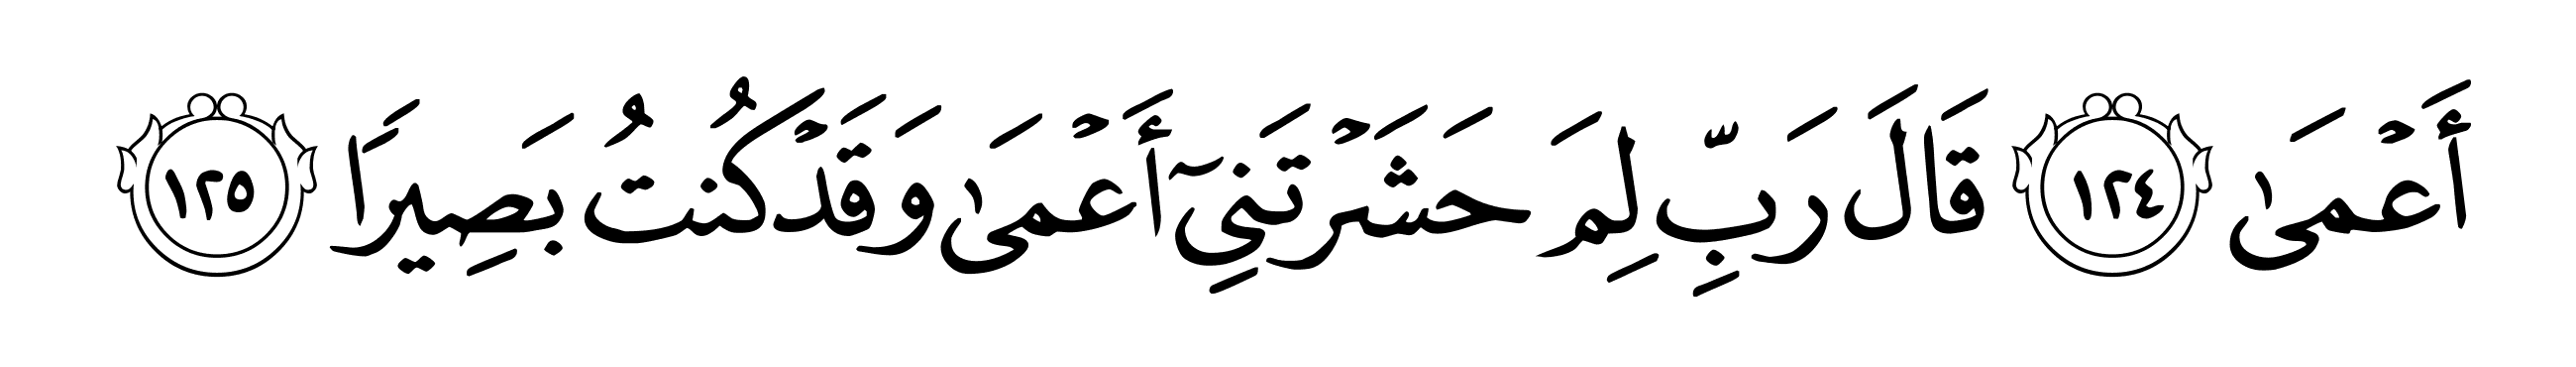 أَعْمَىٰ ١٢٤ قَالَ رَبِّ لِمَ حَشَرْتَنِيٓ أَعْمَىٰ وَقَدْ كُنتُ بَصِيرًا ١٢٥